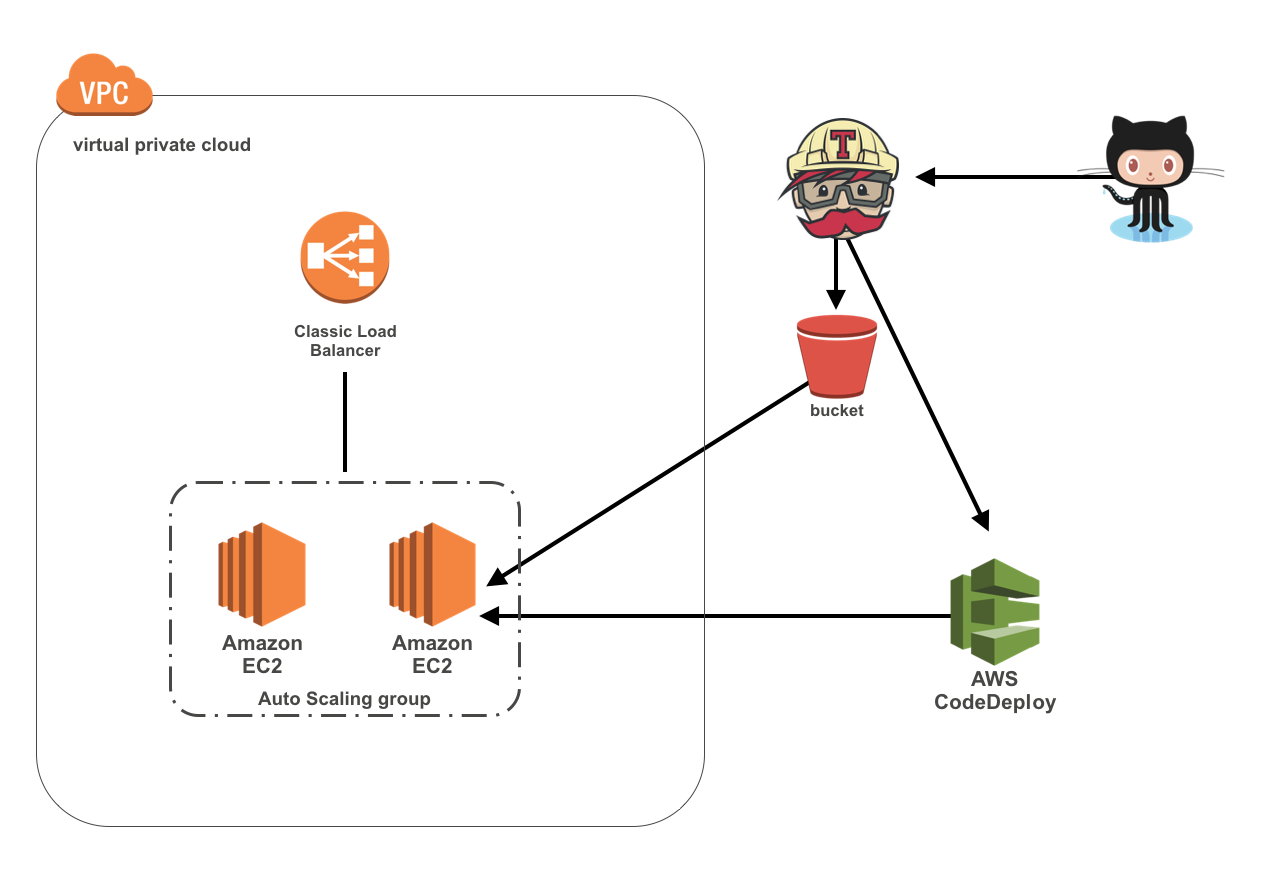 VPC
virtual private cloud
T
Classic Load
Balancer
bucket
Amazon
EC2
Amazon
EC2
Auto Scaling group
AWS
CodeDeploy